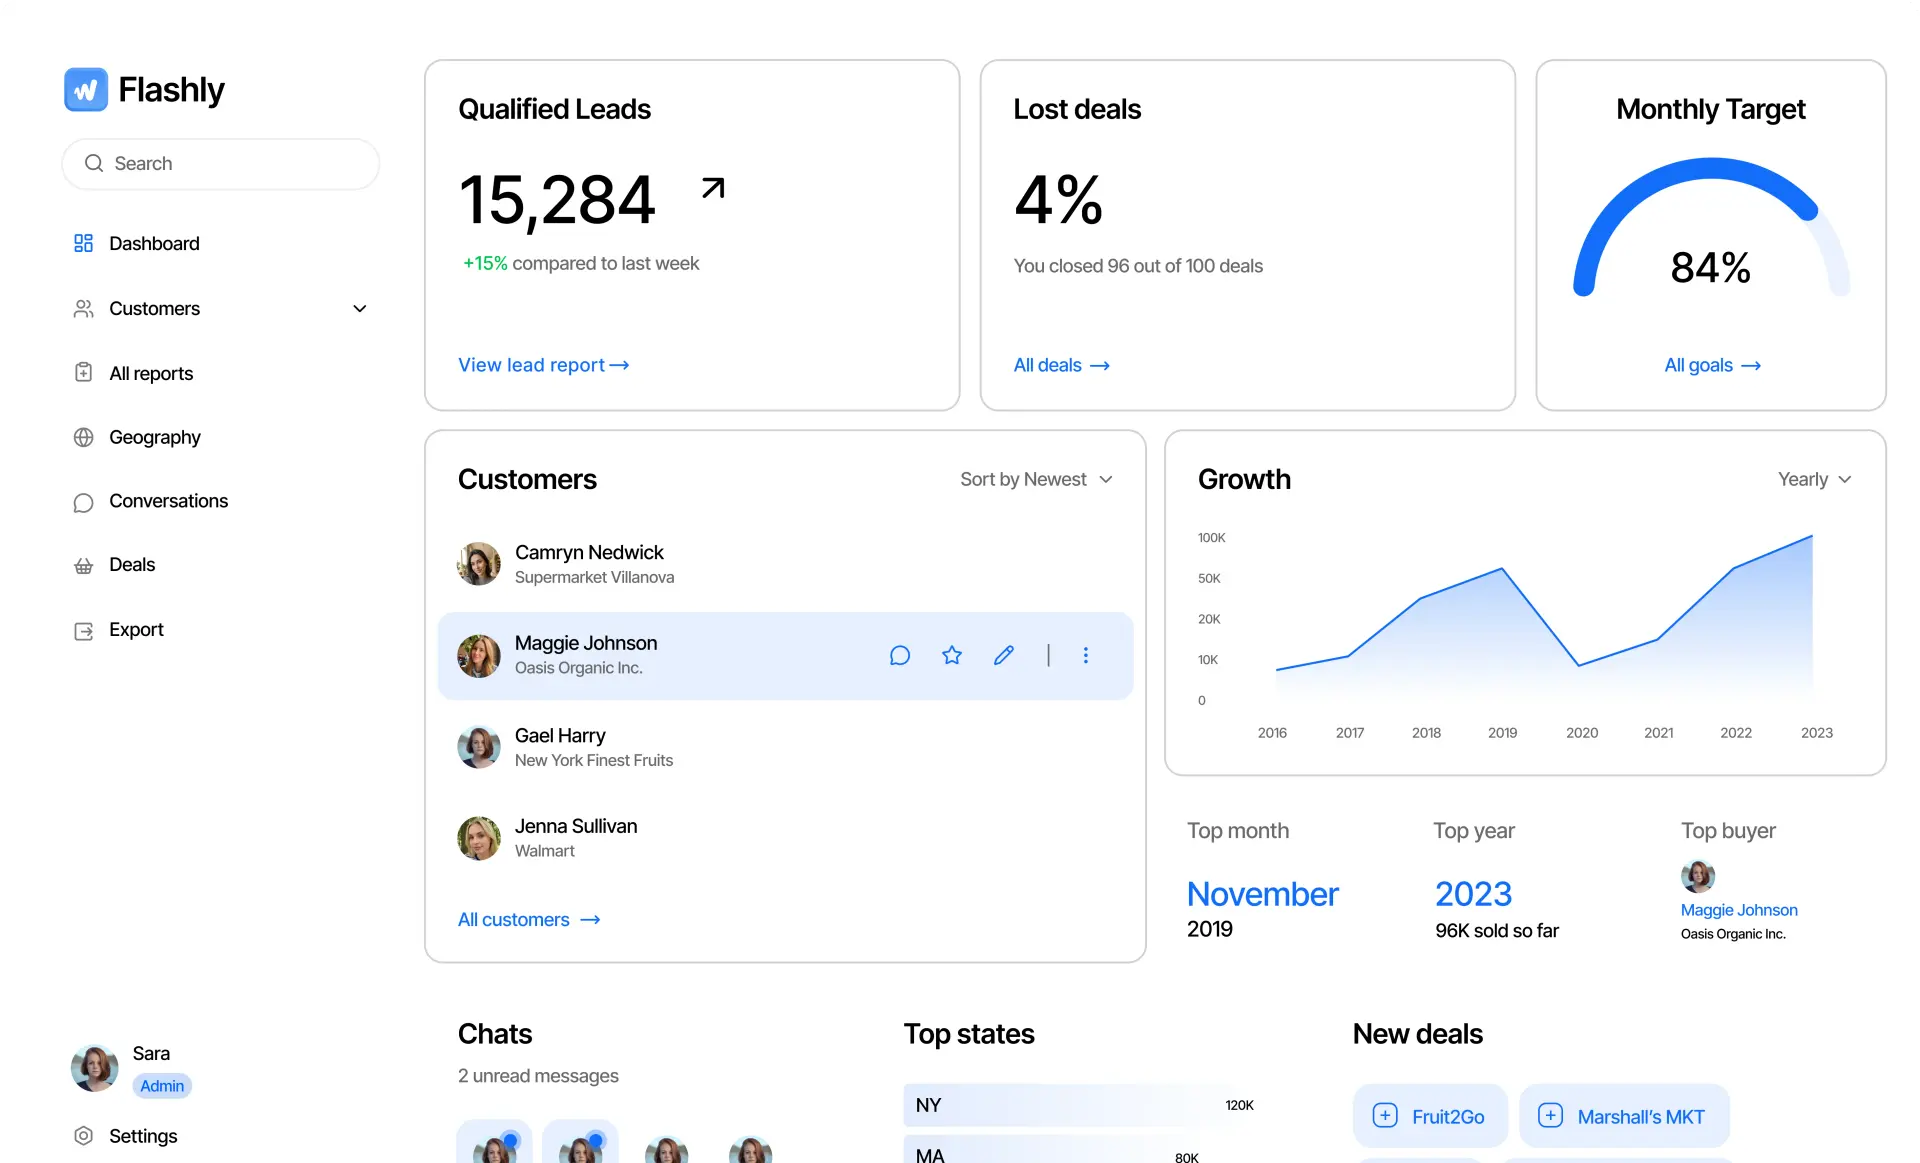 Flashly
Search
Dashboard
Customers
All reports
Geography
Conversations
Deals
Export
Sara
Admin
Settings
Qualified Leads
15,284
+15% compared to last week
View lead report
Lost deals
4%
You closed 96 out of 100 deals
All deals
Monthly Target
84%
All goals
Customers
Sort by Newest
Camryn Nedwick
Supermarket Villanova
Maggie Johnson
Oasis Organic Inc.
Gael Harry
New York Finest Fruits
Jenna Sullivan
Walmart
All customers
Growth
Yearly
100K
50K
20K
10K
0
2016 2017 2018 2019 2020 2021 2022 2023
Top month
November
2019
Top year
2023
96K sold so far
Top buyer
Maggie Johnson
Oasis Organic Inc.
Chats
2 unread messages
Top states
NY 120K
MA 80K
New deals
Fruit2Go
Marshall’s MKT